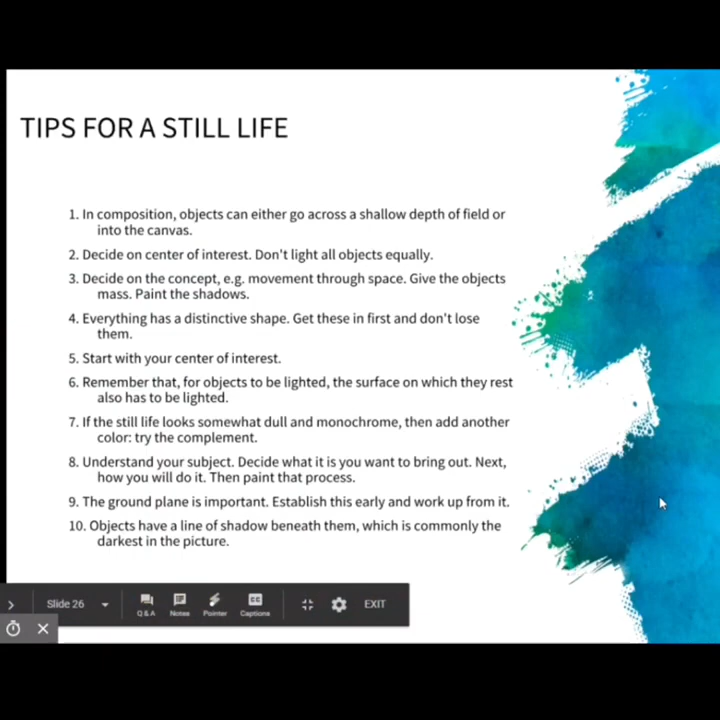 TIPS FOR A STILL LIFE
1. In composition, objects can either go across a shallow depth of field or
into the canvas.
2. Decide on center of interest. Don't light all objects equally.
3. Decide on the concept, e.g. movement through space. Give the objects
mass. Paint the shadows.
4. Everything has a distinctive shape. Get these in first and don't lose
them.
5. Start with your center of interest.
6. Remember that, for objects to be lighted, the surface on which they rest
also has to be lighted.
7. If the still life looks somewhat dull and monochrome, then add another
color: try the complement.
8. Understand your subject. Decide what it is you want to bring out. Next,
how you will do it. Then paint that process.
9. The ground plane is important. Establish this early and work up from it.
10. Objects have a line of shadow beneath them, which is commonly the
darkest in the picture.
Slide 26
Q & A Notes Pointer Captions
EXIT